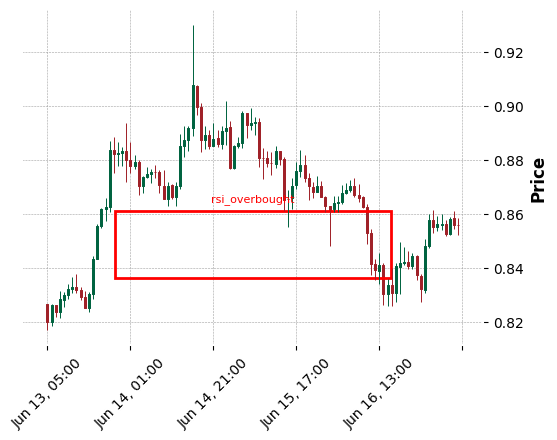 0.92
0.90
0.88
0.86
0.84
0.82
Price
rsi_overbought
Jun 13, 05:00
Jun 14, 01:00
Jun 14, 21:00
Jun 15, 17:00
Jun 16, 13:00